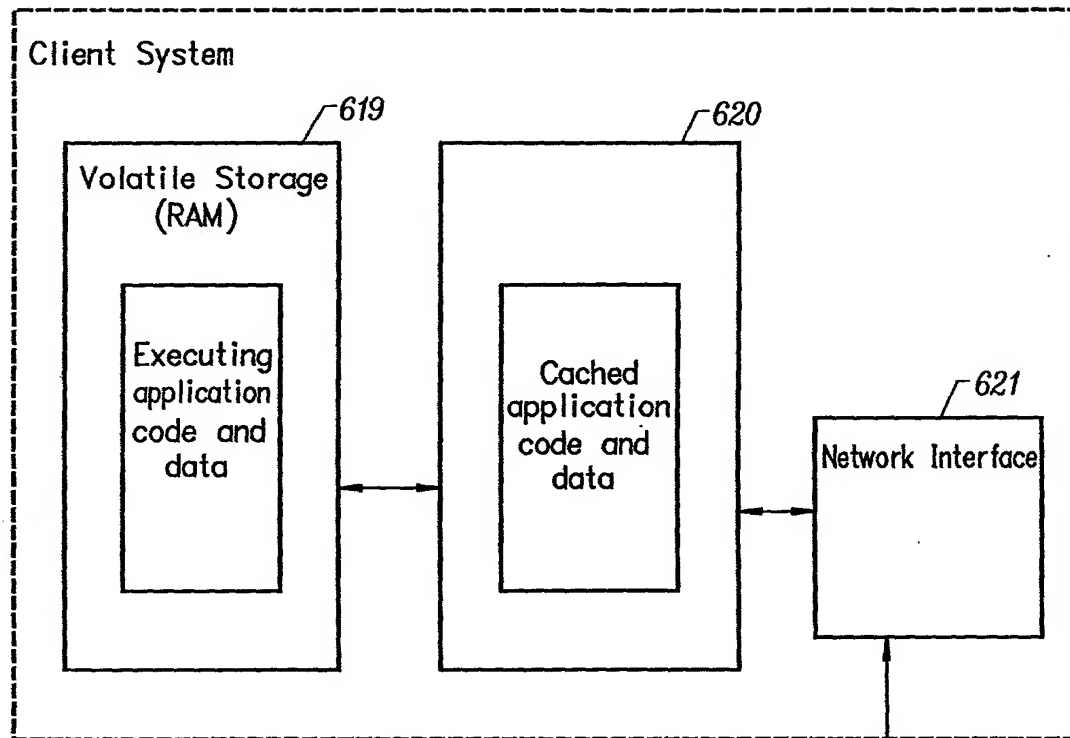 Client System
619
Volatile Storage
(RAM)
Executing
application
code and
data
620
Cached
application
code and
data
621
Network Interface